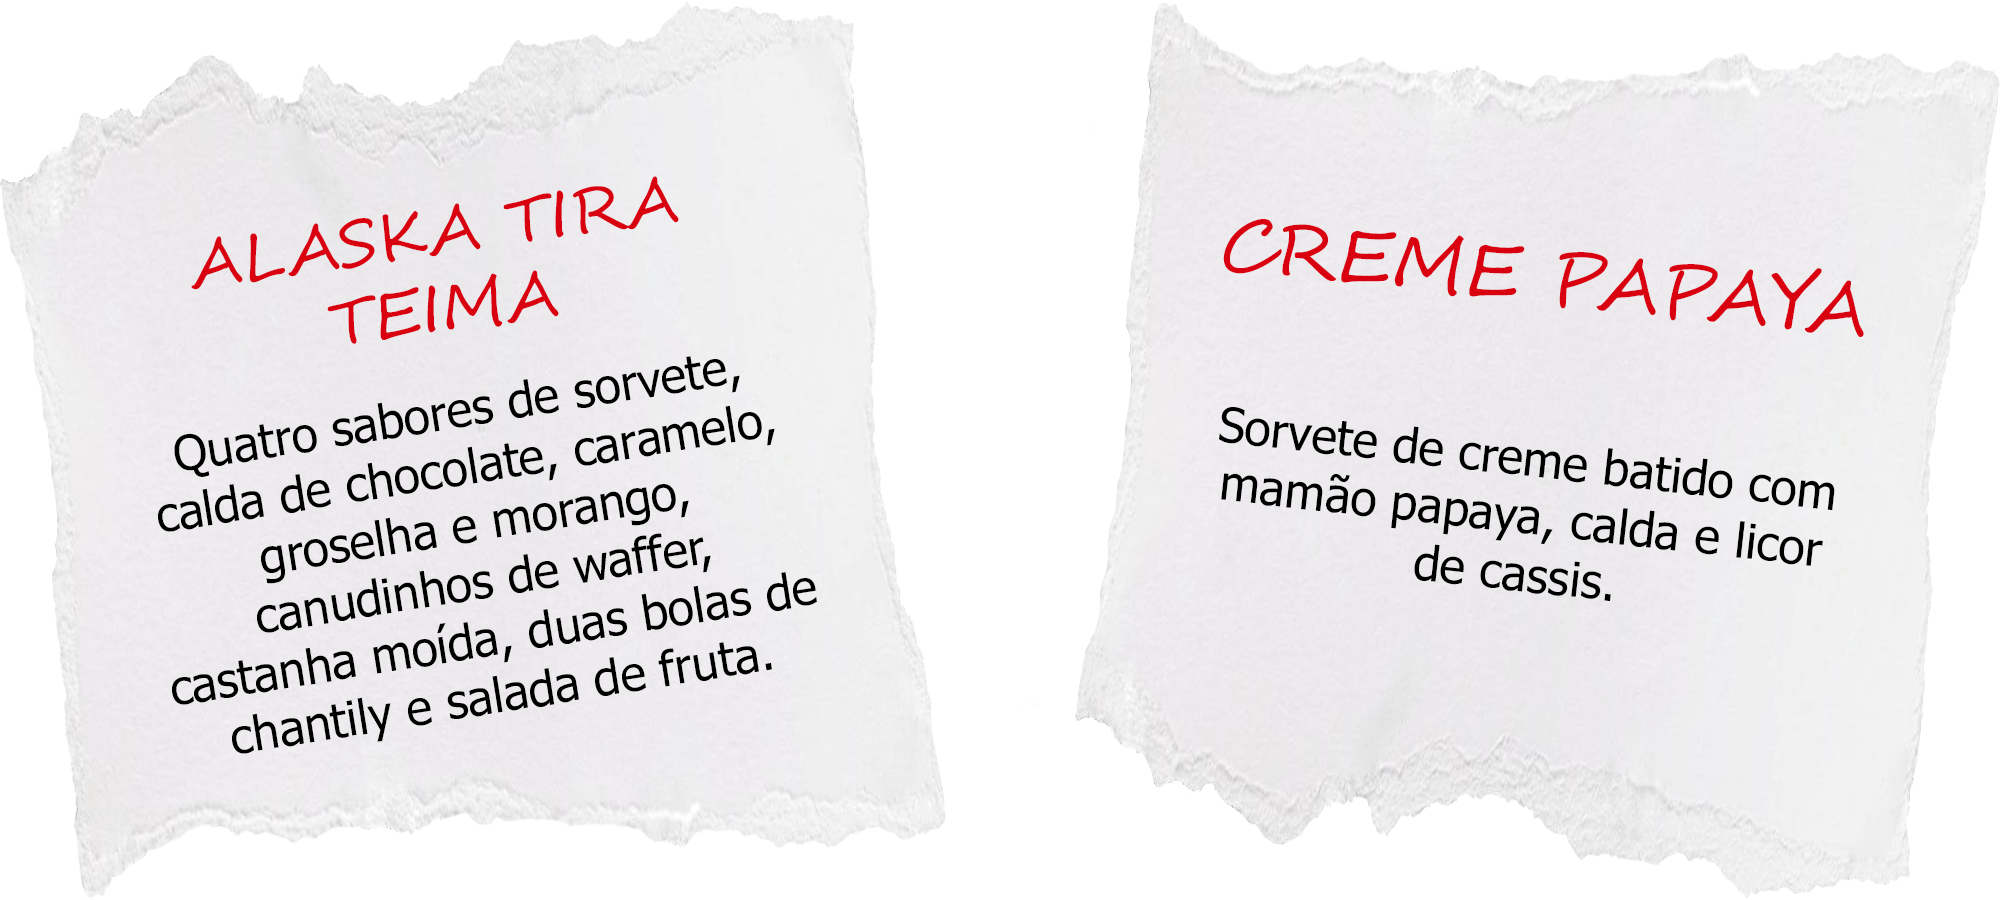 ALASKA TIRA
TEIMA
Quatro sabores de sorvete,
calda de chocolate, caramelo,
groselha e morango,
canudinhos de waffer,
castanha moída, duas bolas de
chantily e salada de fruta.
CREME PAPAYA
Sorvete de creme batido com
mamão papaya, calda e licor
de cassis.